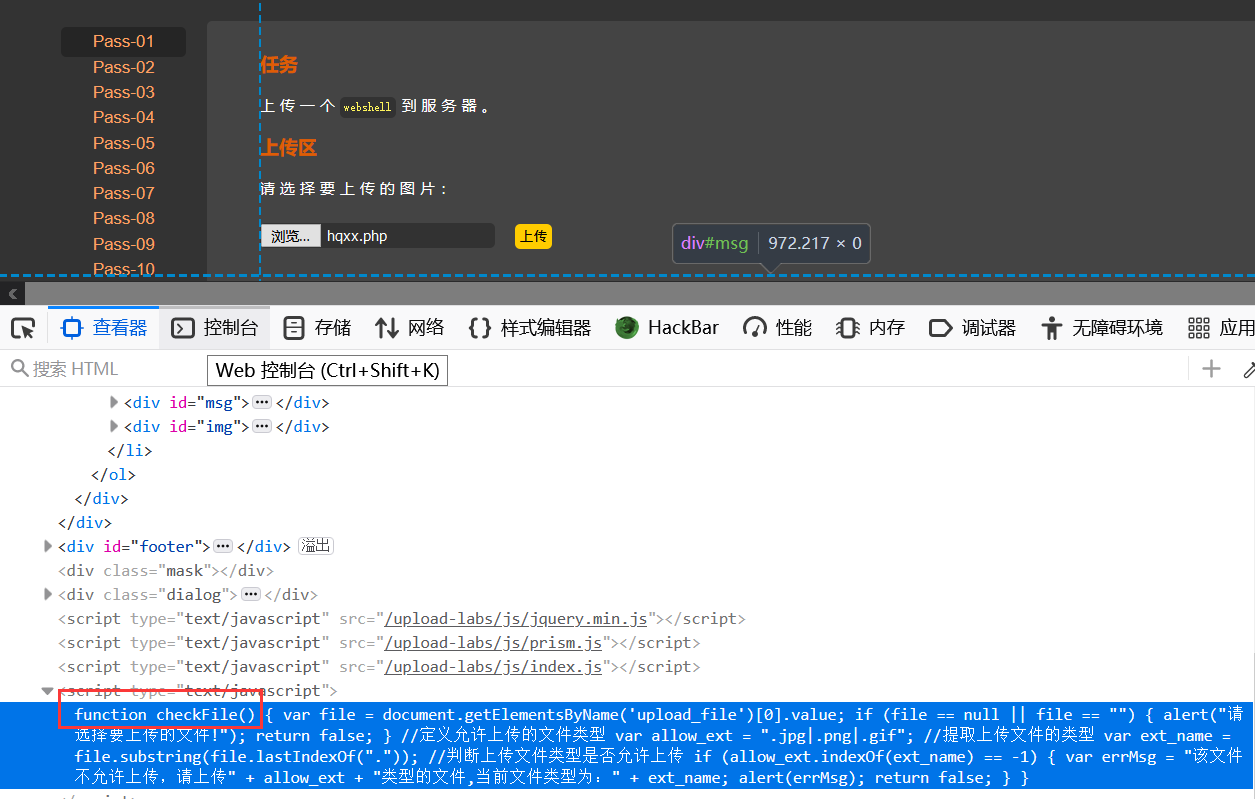 Pass-01
Pass-02
Pass-03
Pass-04
Pass-05
Pass-06
Pass-07
Pass-08
Pass-09
Pass-10
任务
上传一个 webshell 到服务器。
上传区
请选择要上传的图片：
浏览... hqxx.php 上传
div#msg 972.217 × 0
查看器 控制台 存储 网络 样式编辑器 HackBar 性能 内存 调试器 无障碍环境 应用
搜索 HTML
Web 控制台 (Ctrl+Shift+K)
<div id="msg">···</div>
<div id="img">···</div>
</li>
</ol>
</div>
</div>
<div id="footer">···</div> 溢出
<div class="mask"></div>
<div class="dialog">···</div>
<script type="text/javascript" src="/upload-labs/js/jquery.min.js"></script>
<script type="text/javascript" src="/upload-labs/js/prism.js"></script>
<script type="text/javascript" src="/upload-labs/js/index.js"></script>
<script type="text/javascript">
function checkFile() { var file = document.getElementsByName('upload_file')[0].value; if (file == null || file == "") { alert("请
选择要上传的文件!"); return false; } //定义允许上传的文件类型 var allow_ext = ".jpg|.png|.gif"; //提取上传文件的类型 var ext_name =
file.substring(file.lastIndexOf(".")); //判断上传文件类型是否允许上传 if (allow_ext.indexOf(ext_name) == -1) { var errMsg = "该文件
不允许上传，请上传" + allow_ext + "类型的文件,当前文件类型为：" + ext_name; alert(errMsg); return false; } }